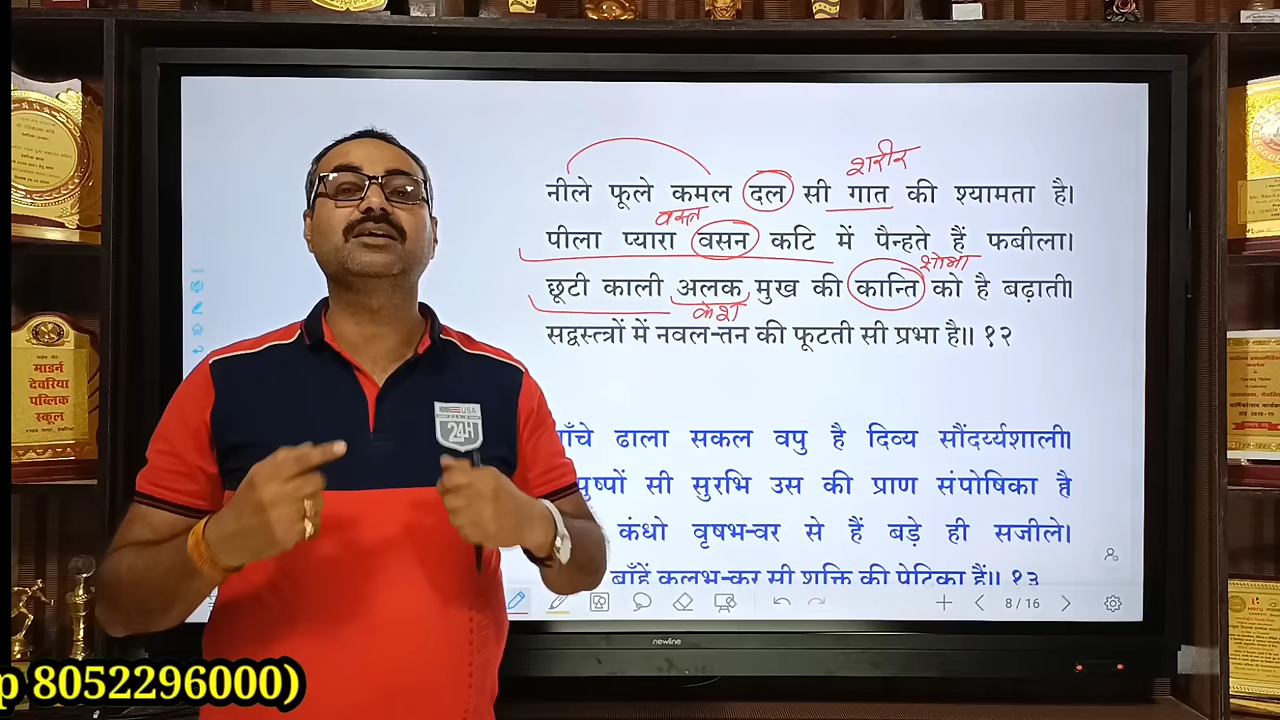 शरीर
नीले फूले कमल दल सी गात की श्यामता है।
वस्त्र
पीला प्यारा वसन कटि में पैन्हते हैं फबीला।
शोभा
छूटी काली अलक मुख की कान्ति को है बढ़ाती।
केश
सद्वस्त्रों में नवल-तन की फूटती सी प्रभा है।। १२
ढाला सकल वपु है दिव्य सौंदर्य्यशाली।
सी सुरभि उस की प्राण संपोषिका है
कंधो वृषभ-वर से हैं बड़े ही सजीले।
बाँहें कलभ-कर सी शक्ति की पेटिका हैं।। १३
8 / 16
newline
USA
24H
मार्डन
देवरिया
पब्लिक
स्कूल
p 8052296000)